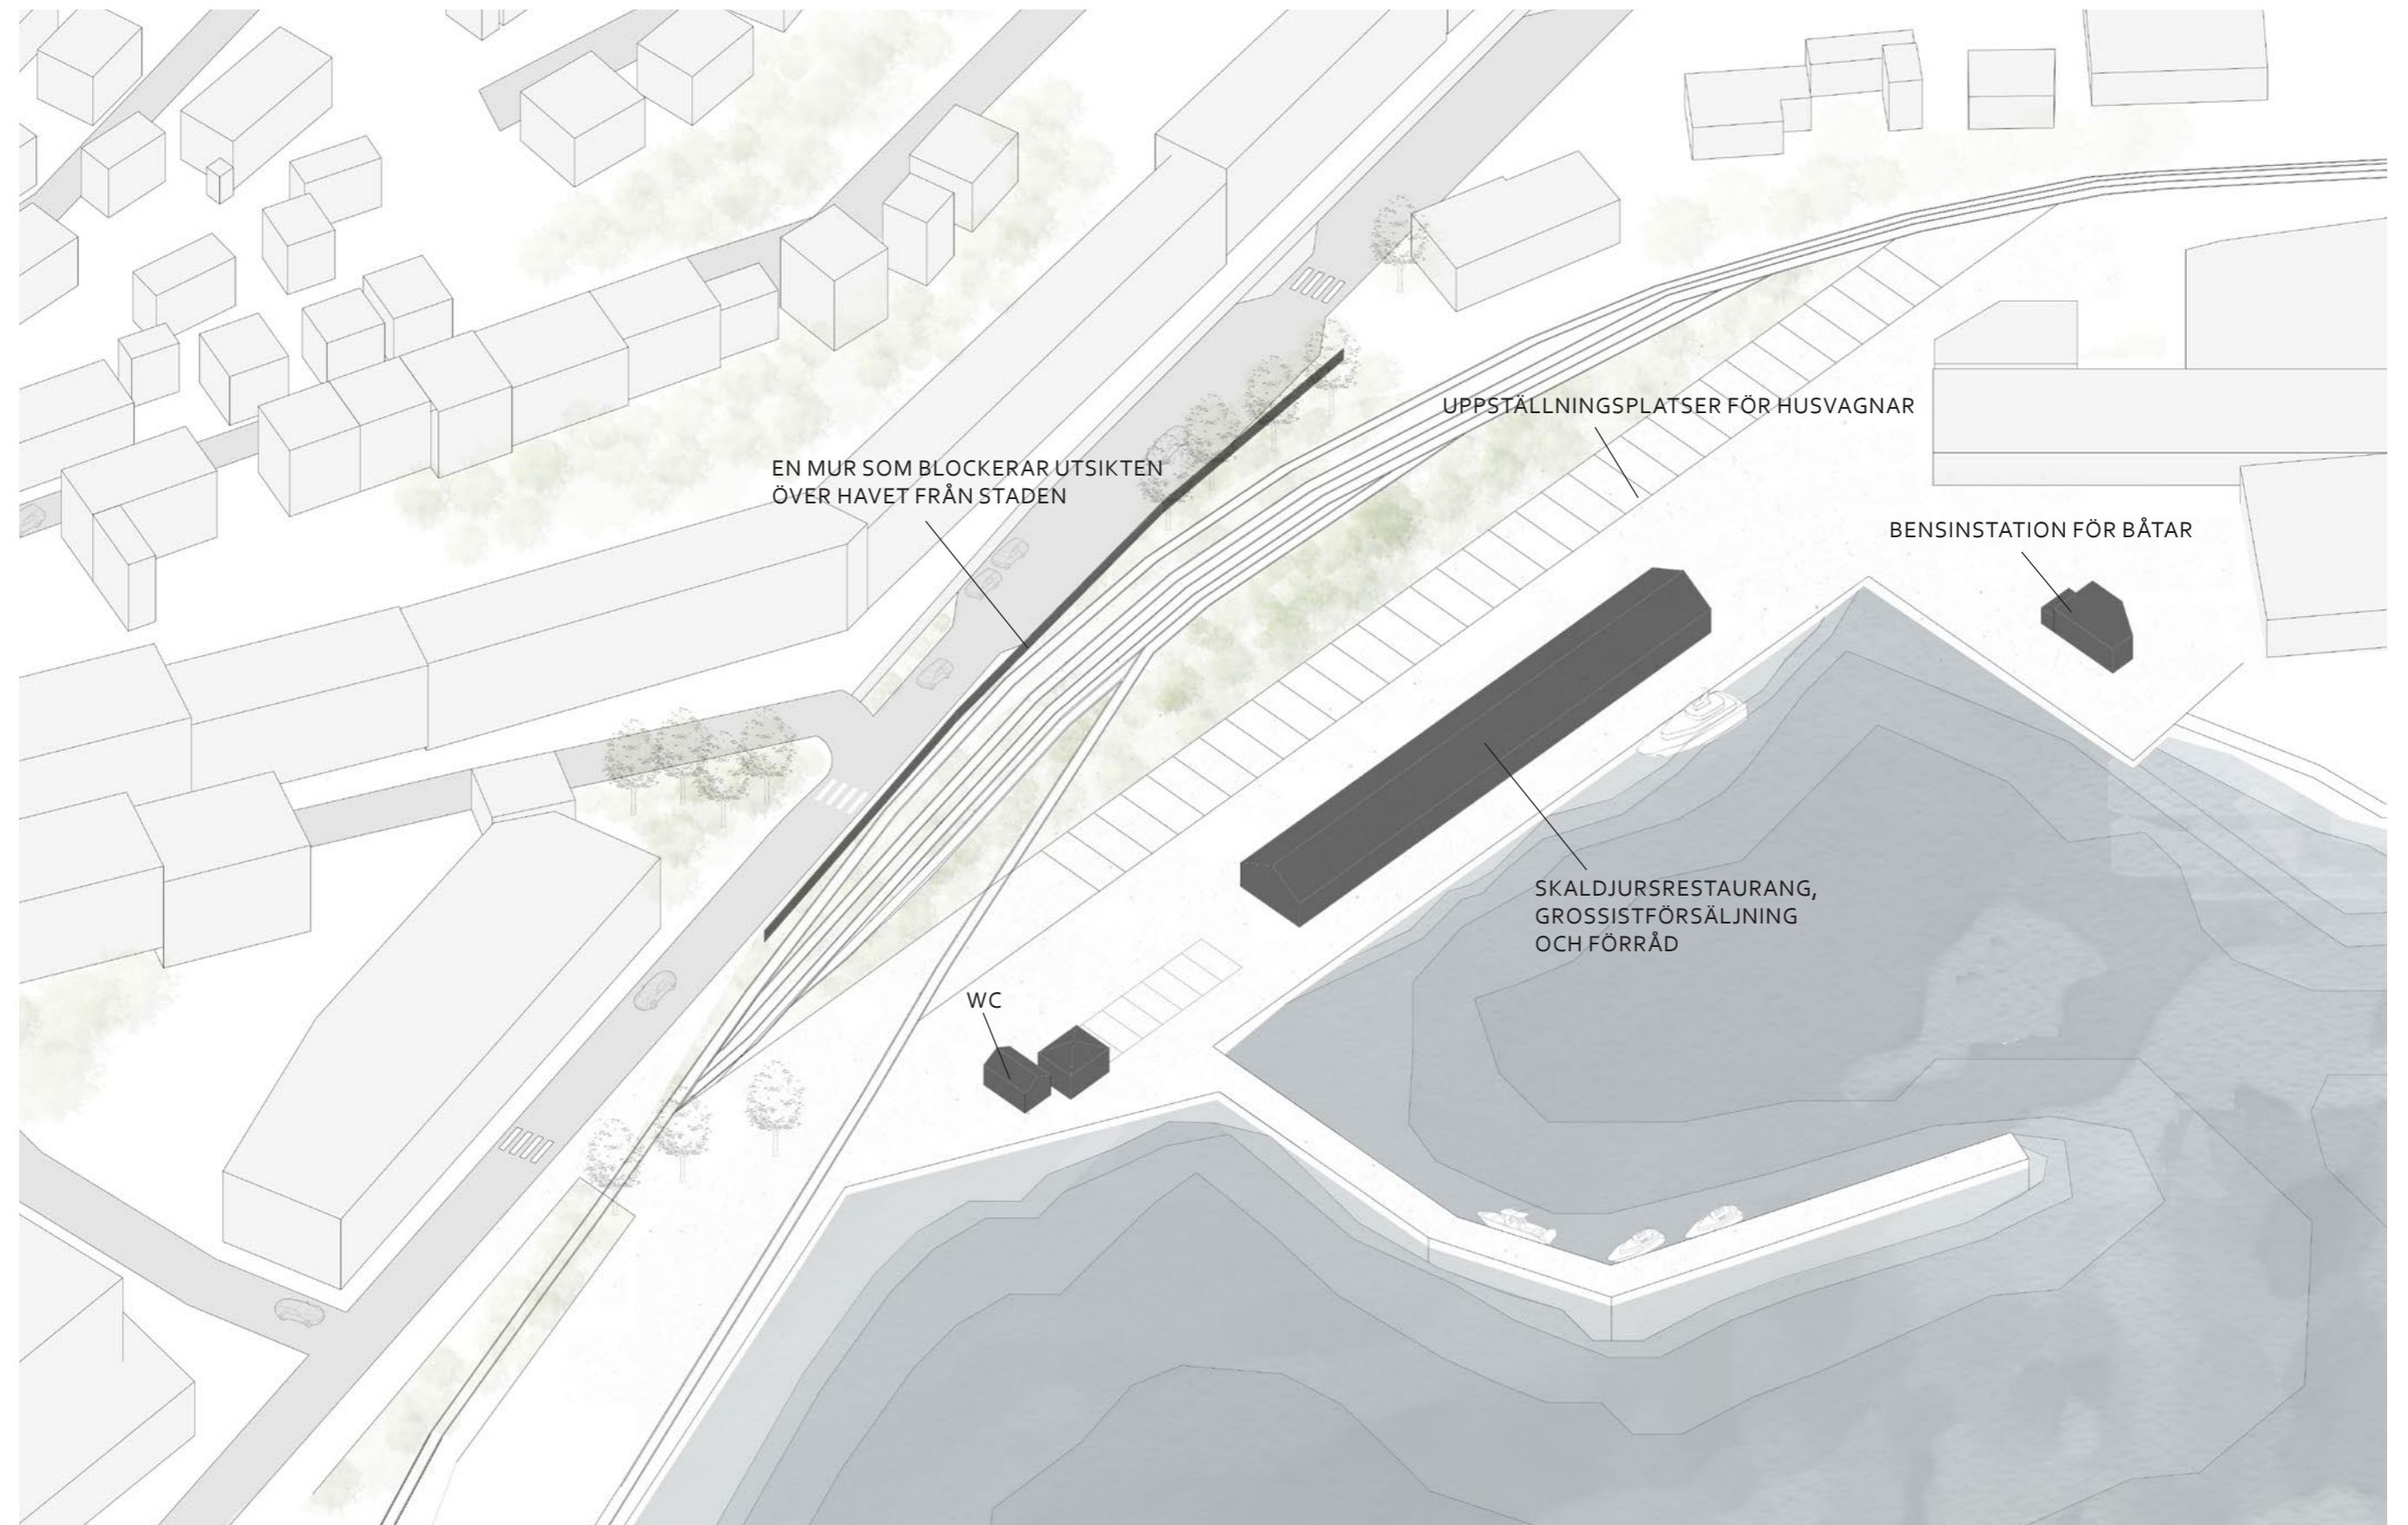 UPPSTÄLLNINGSPLATSER FÖR HUSVAGNAR
EN MUR SOM BLOCKERAR UTSIKTEN
ÖVER HAVET FRÅN STADEN
BENSINSTATION FÖR BÅTAR
SKALDJURSRESTAURANG,
GROSSISTFÖRSÄLJNING
OCH FÖRRÅD
WC